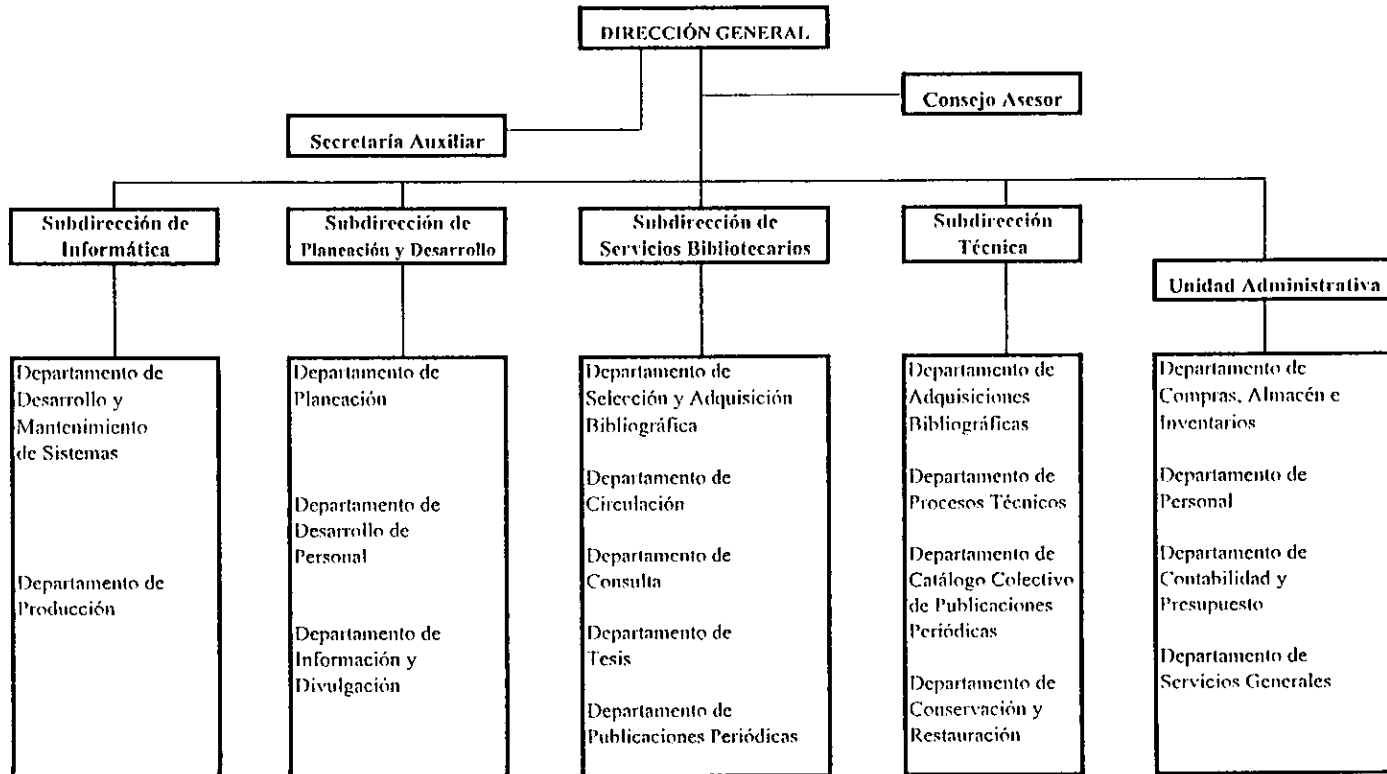 DIRECCIÓN GENERAL
Consejo Asesor
Secretaría Auxiliar
Subdirección de
Informática
Subdirección de
Planeación y Desarrollo
Subdirección de
Servicios Bibliotecarios
Subdirección
Técnica
Unidad Administrativa
Departamento de
Desarrollo y
Mantenimiento
de Sistemas
Departamento de
Producción
Departamento de
Planeación
Departamento de
Desarrollo de
Personal
Departamento de
Información y
Divulgación
Departamento de
Selección y Adquisición
Bibliográfica
Departamento de
Circulación
Departamento de
Consulta
Departamento de
Tesis
Departamento de
Publicaciones Periódicas
Departamento de
Adquisiciones
Bibliográficas
Departamento de
Procesos Técnicos
Departamento de
Catálogo Colectivo
de Publicaciones
Periódicas
Departamento de
Conservación y
Restauración
Departamento de
Compras, Almacén e
Inventarios
Departamento de
Personal
Departamento de
Contabilidad y
Presupuesto
Departamento de
Servicios Generales